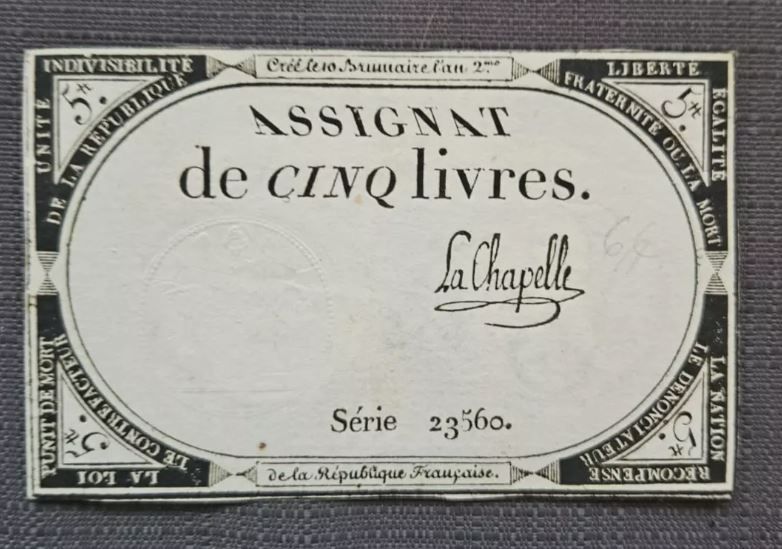 UNITÉ INDIVISIBILITÉ
DE LA RÉPUBLIQUE
5#.
Créé le 10 Brumaire l'an 2.me
LIBERTÉ ÉGALITÉ
FRATERNITÉ OU LA MORT
5#.
ASSIGNAT
de CINQ livres.
La Chapelle
Série 23560.
LA LOI PUNIT DE MORT
LE CONTREFACTEUR
5#.
de la République Française.
LA NATION RÉCOMPENSE
LE DÉNONCIATEUR
5#.